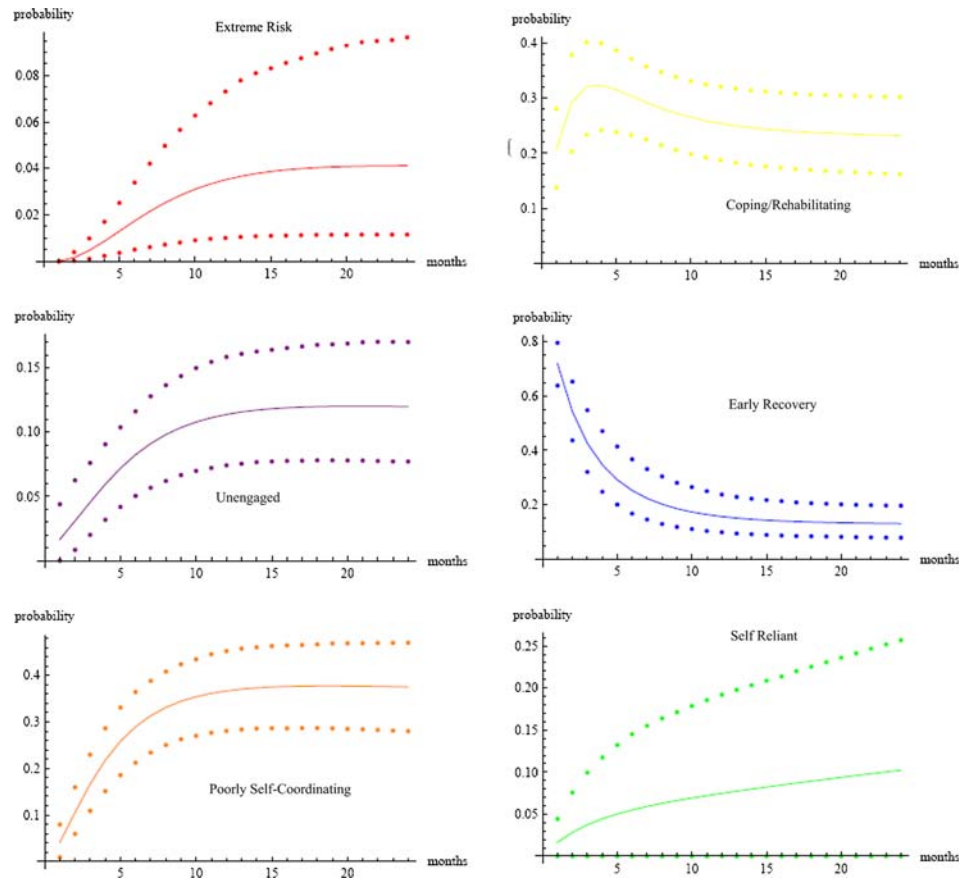 probability
Extreme Risk
0.08
0.06
0.04
0.02
5 10 15 20 months
probability
0.4
0.3
0.2
0.1
Coping/Rehabilitating
5 10 15 20 months
probability
0.15
0.10
0.05
Unengaged
5 10 15 20 months
probability
0.8
0.6
0.4
0.2
Early Recovery
5 10 15 20 months
probability
0.4
0.3
0.2
0.1
Poorly Self-Coordinating
5 10 15 20 months
probability
Self Reliant
0.25
0.20
0.15
0.10
0.05
5 10 15 20 months